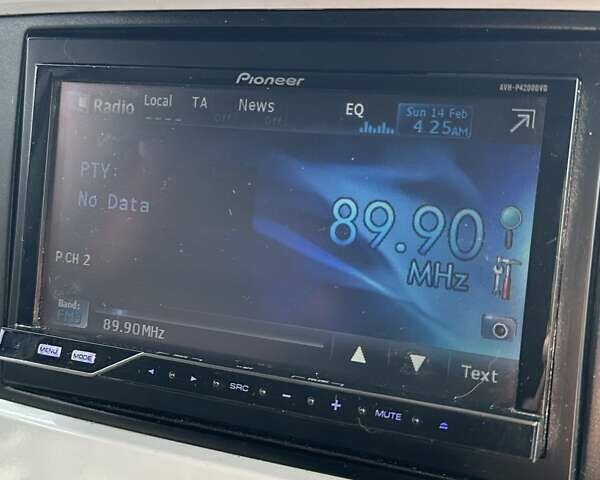 Pioneer
AVH-P4200DVD
Radio Local TA News EQ Sun 14 Feb
---- Off Off 4:25AM
PTY:
No Data
89.90
MHz
P.CH 2
Band:
FM3
89.90MHz
Text
MENU MODE SRC - + MUTE